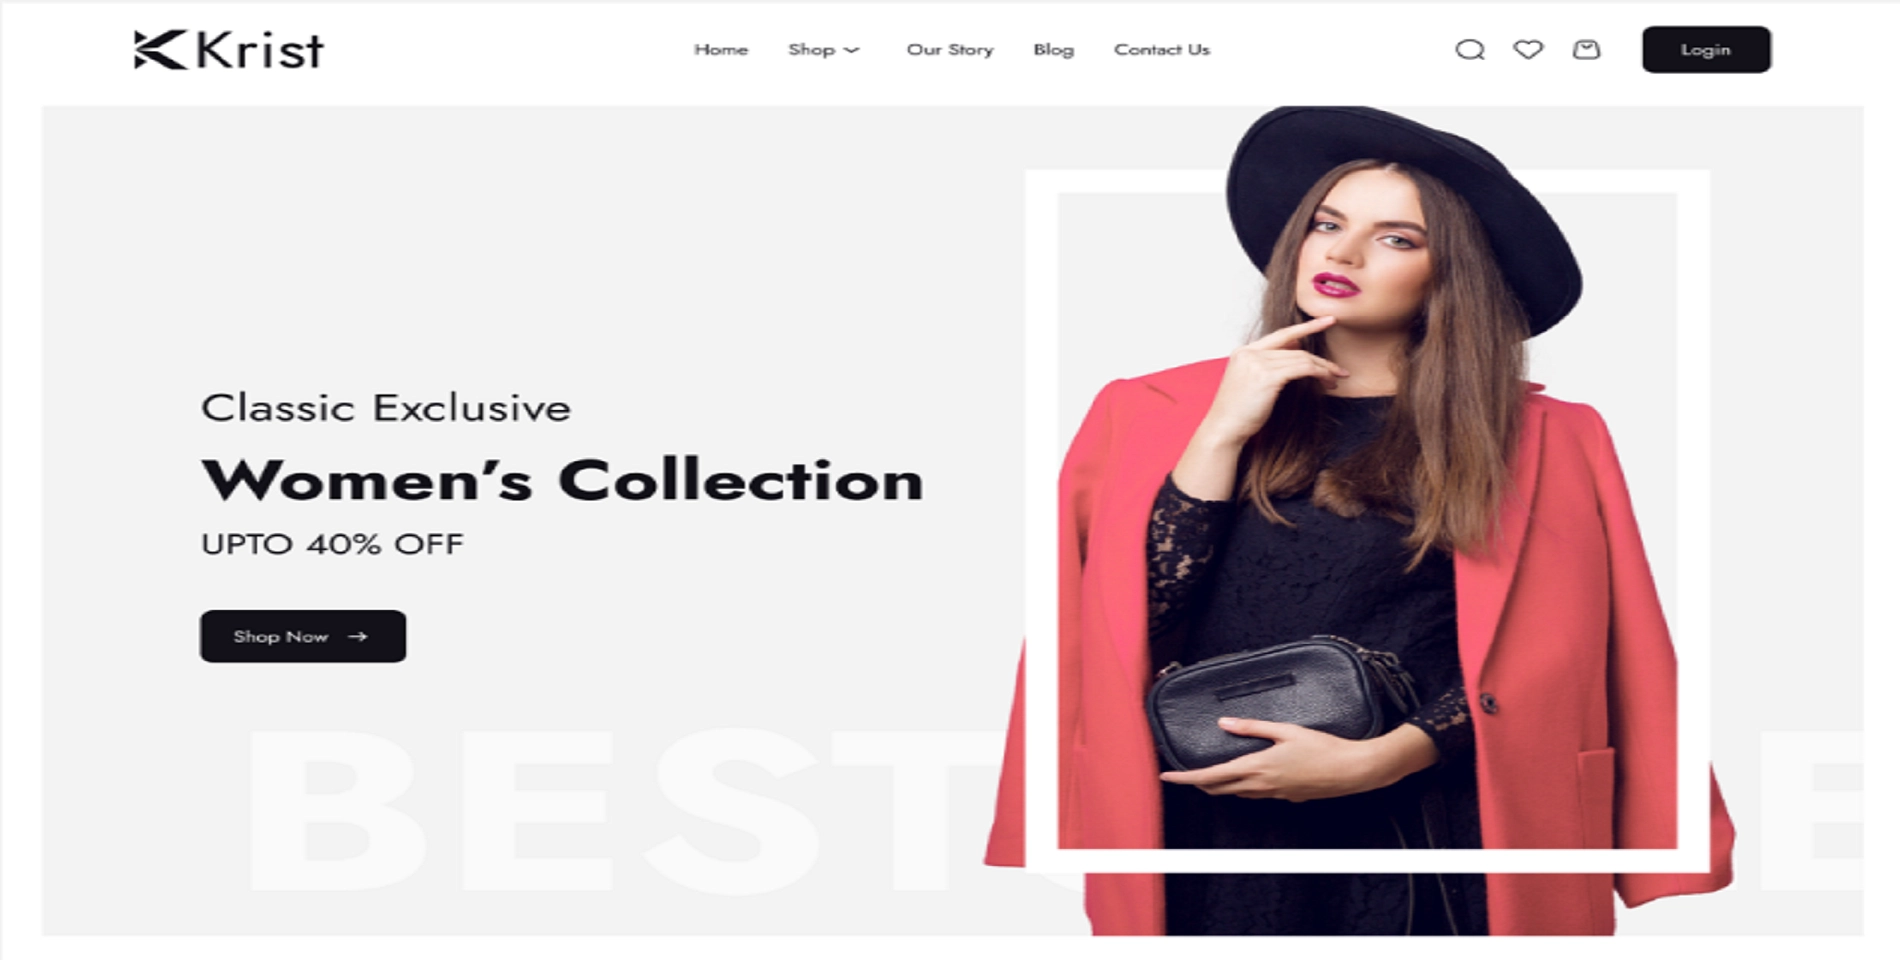 Krist
Home Shop Our Story Blog Contact Us
Login
Classic Exclusive
Women's Collection
UPTO 40% OFF
Shop Now →
BEST